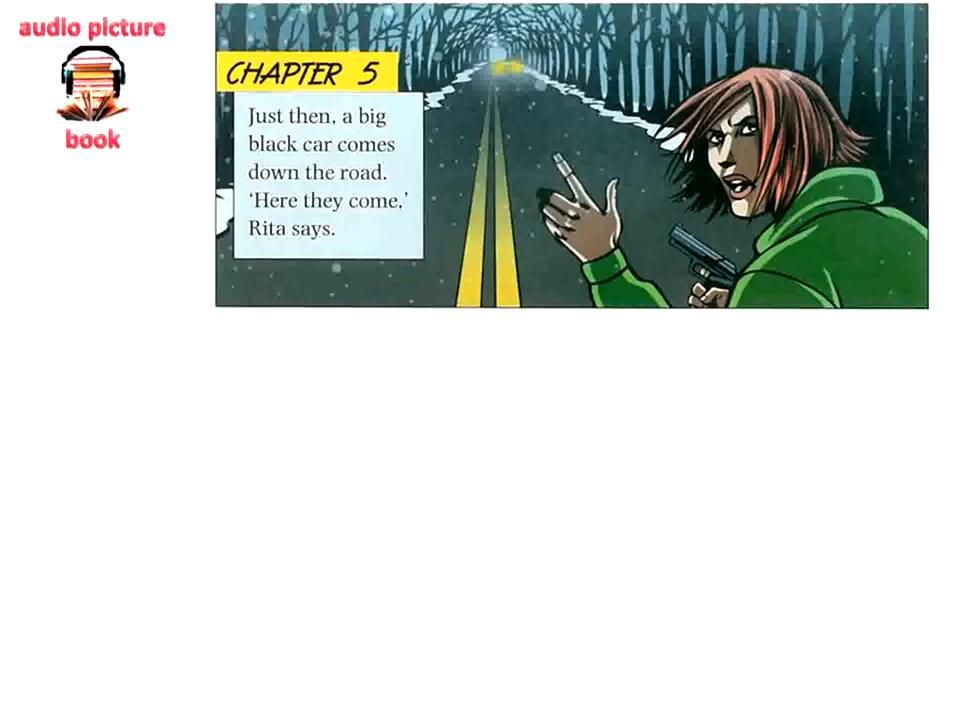 audio picture
book
CHAPTER 5
Just then, a big
black car comes
down the road.
‘Here they come,’
Rita says.